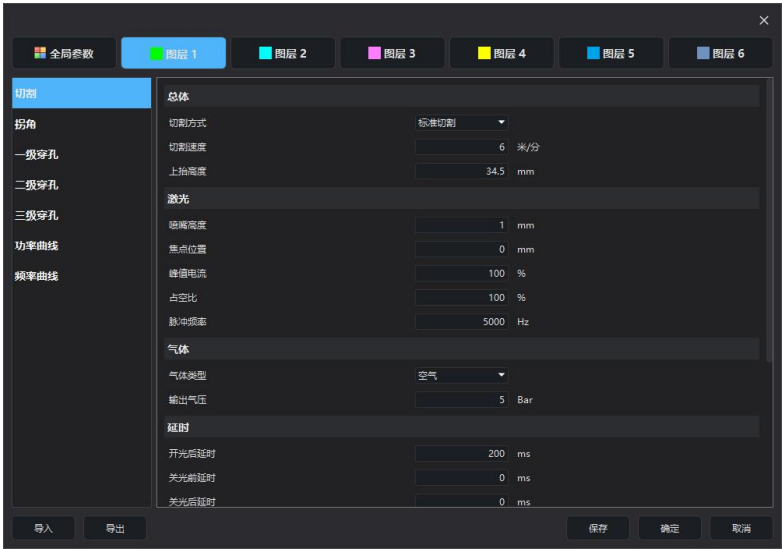 全局参数 图层 1 图层 2 图层 3 图层 4 图层 5 图层 6
切割
拐角
一级穿孔
二级穿孔
三级穿孔
功率曲线
频率曲线
总体
切割方式 标准切割
切割速度 6 米/分
上抬高度 34.5 mm
激光
喷嘴高度 1 mm
焦点位置 0 mm
峰值电流 100 %
占空比 100 %
脉冲频率 5000 Hz
气体
气体类型 空气
输出气压 5 Bar
延时
开光后延时 200 ms
关光前延时 0 ms
关光后延时 0 ms
导入 导出 保存 确定 取消